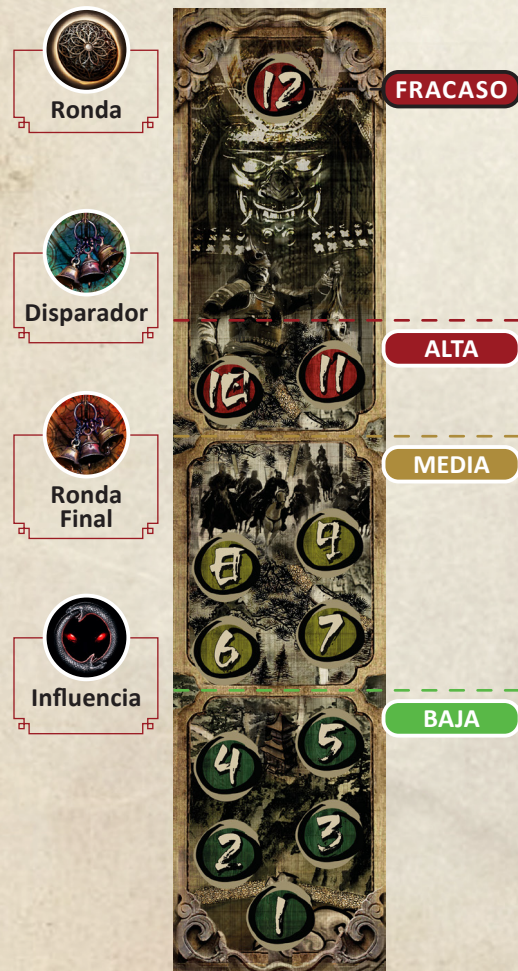 Ronda
Disparador
Ronda
Final
Influencia
12
10
11
8
9
6
7
4
5
2
3
1
FRACASO
ALTA
MEDIA
BAJA